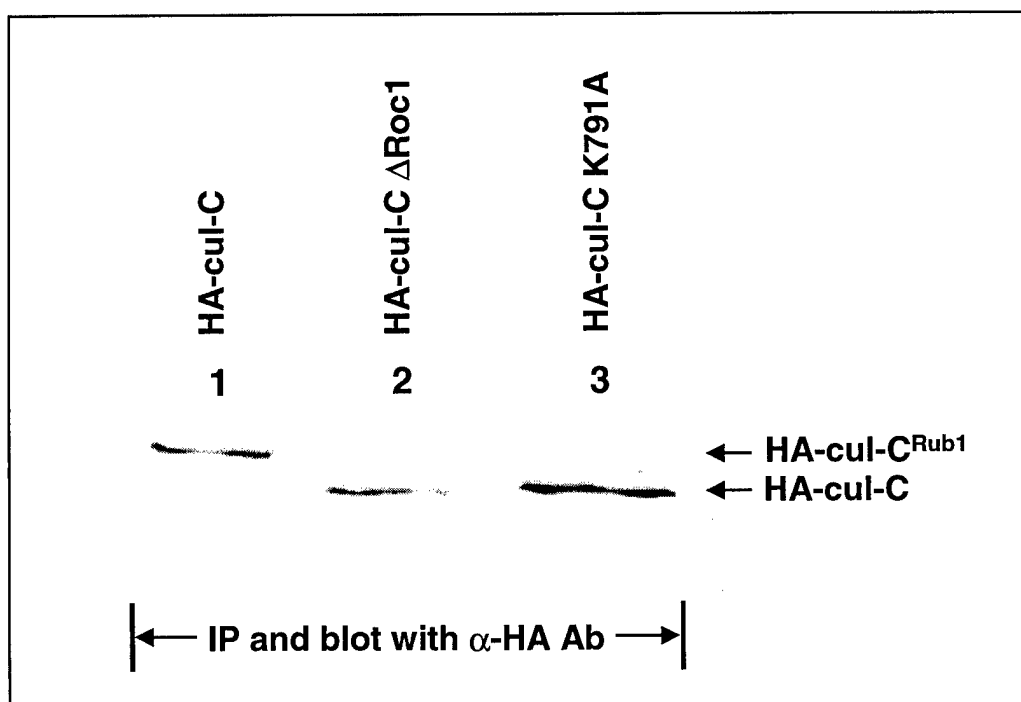 HA-cul-C
HA-cul-C ΔRoc1
HA-cul-C K791A
1 2 3
← HA-cul-C^Rub1
← HA-cul-C
← IP and blot with α-HA Ab →